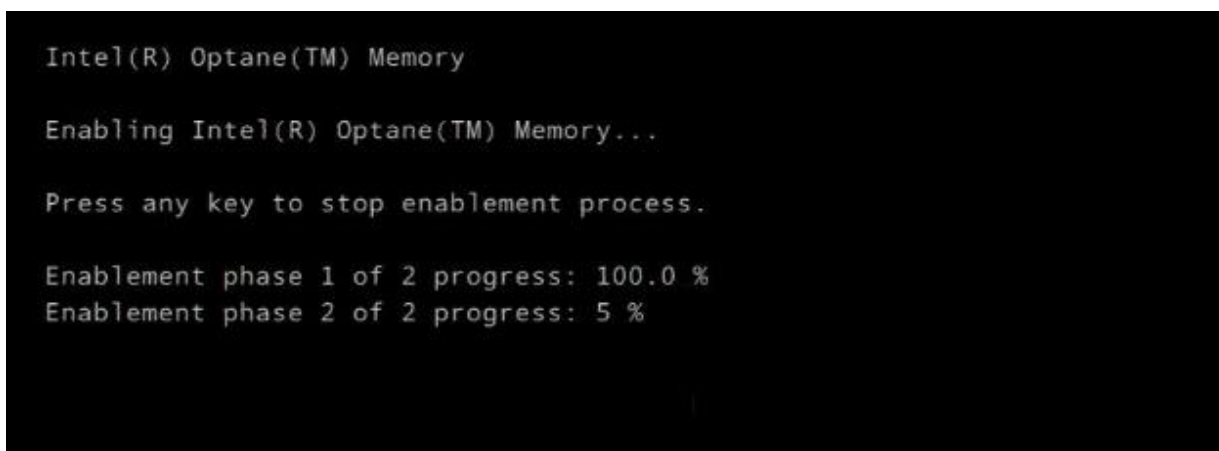 Intel(R) Optane(TM) Memory
Enabling Intel(R) Optane(TM) Memory...
Press any key to stop enablement process.
Enablement phase 1 of 2 progress: 100.0 %
Enablement phase 2 of 2 progress: 5 %